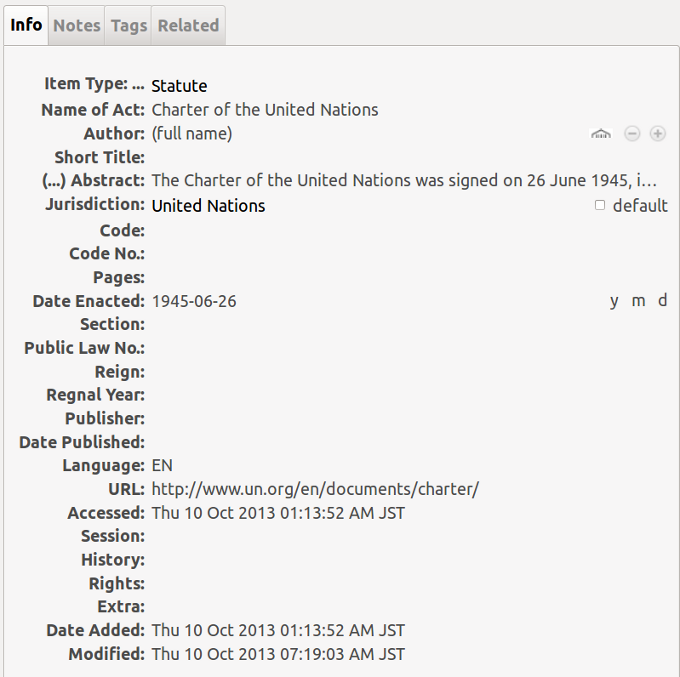 Info Notes Tags Related
Item Type: ... Statute
Name of Act: Charter of the United Nations
Author: (full name)
Short Title:
(...) Abstract: The Charter of the United Nations was signed on 26 June 1945, i...
Jurisdiction: United Nations default
Code:
Code No.:
Pages:
Date Enacted: 1945-06-26 y m d
Section:
Public Law No.:
Reign:
Regnal Year:
Publisher:
Date Published:
Language: EN
URL: http://www.un.org/en/documents/charter/
Accessed: Thu 10 Oct 2013 01:13:52 AM JST
Session:
History:
Rights:
Extra:
Date Added: Thu 10 Oct 2013 01:13:52 AM JST
Modified: Thu 10 Oct 2013 07:19:03 AM JST